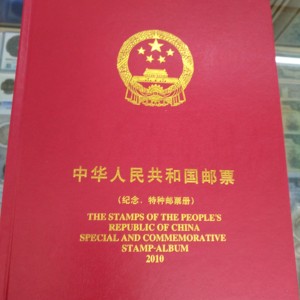 中华人民共和国邮票
(纪念、特种邮票册)
THE STAMPS OF THE PEOPLE'S
REPUBLIC OF CHINA
SPECIAL AND COMMEMORATIVE
STAMP-ALBUM
2010